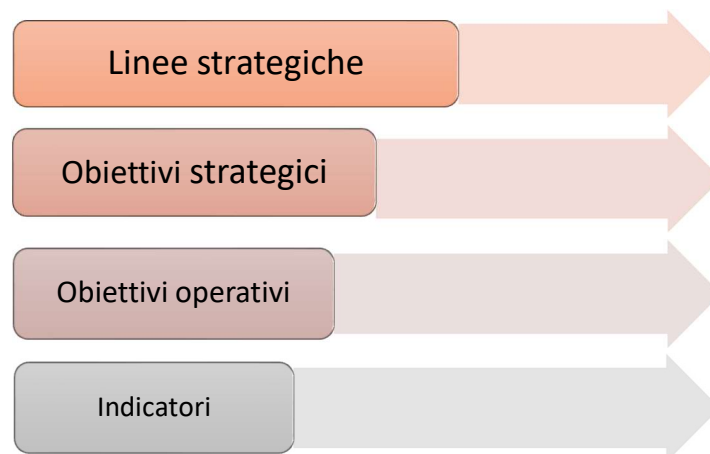 Linee strategiche
Obiettivi strategici
Obiettivi operativi
Indicatori